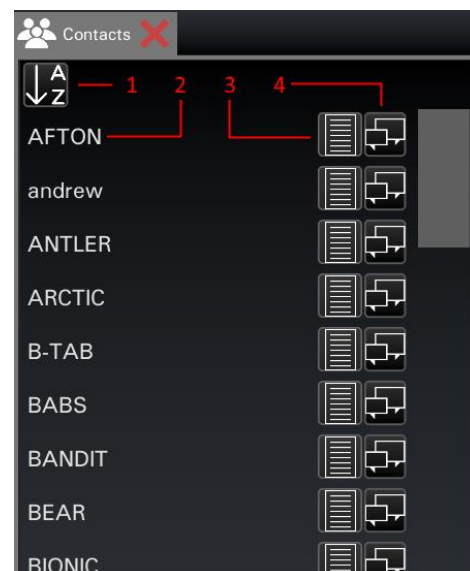 Contacts
A
Z
1 2 3 4
AFTON
andrew
ANTLER
ARCTIC
B-TAB
BABS
BANDIT
BEAR
BIONIC